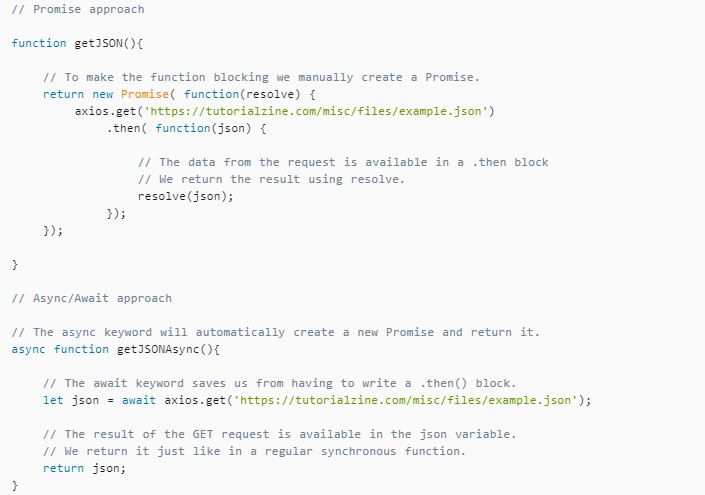 // Promise approach
function getJSON(){
// To make the function blocking we manually create a Promise.
return new Promise( function(resolve) {
axios.get('https://tutorialzine.com/misc/files/example.json')
.then( function(json) {
// The data from the request is available in a .then block
// We return the result using resolve.
resolve(json);
});
});
}
// Async/Await approach
// The async keyword will automatically create a new Promise and return it.
async function getJSONAsync(){
// The await keyword saves us from having to write a .then() block.
let json = await axios.get('https://tutorialzine.com/misc/files/example.json');
// The result of the GET request is available in the json variable.
// We return it just like in a regular synchronous function.
return json;
}